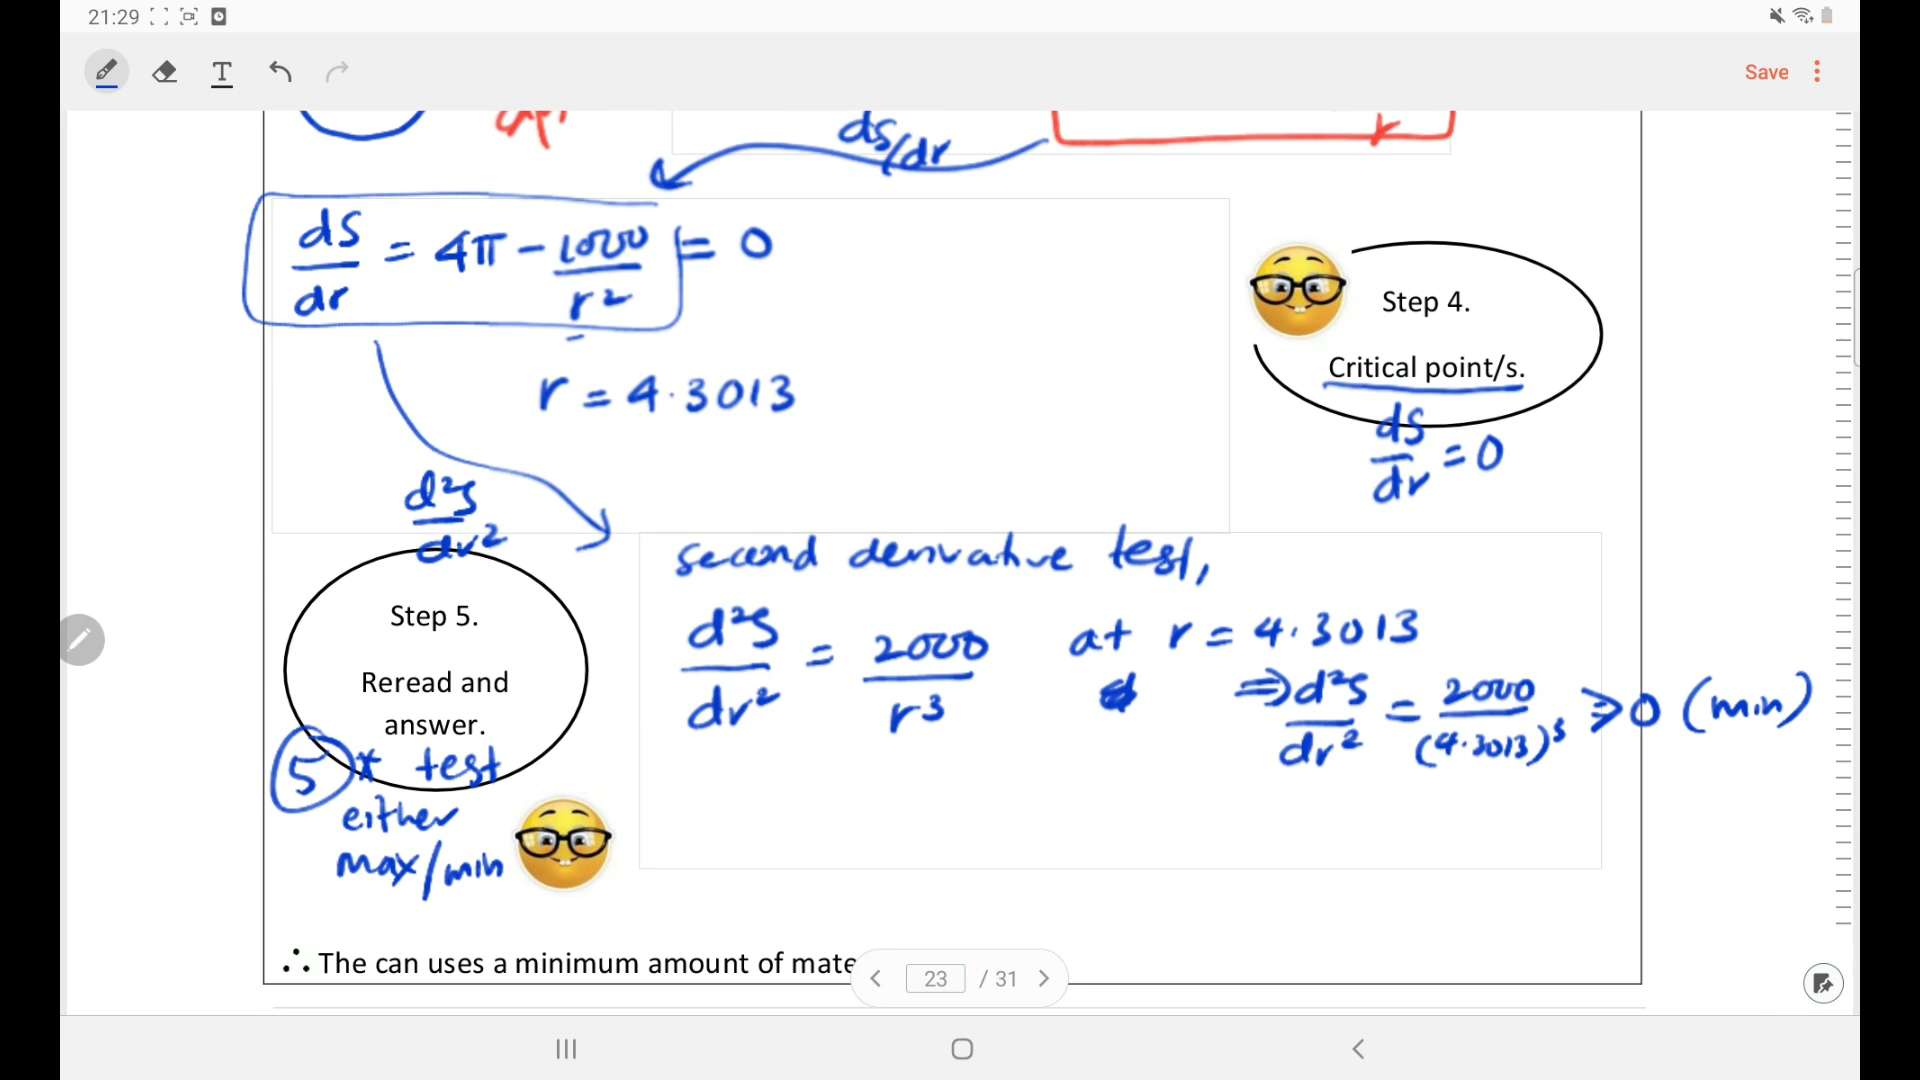 21:29
Save
dS/dr
dS/dr = 4π - 1000/r² = 0
r = 4.3013
Step 4.
Critical point/s.
dS/dr = 0
d²S/dr²
Step 5.
Reread and
answer.
5 * test
either
max/min
second derivative test,
d²S/dr² = 2000/r³ at r = 4.3013
⇒ d²S/dr² = 2000/(4.3013)³ ⩾ 0 (min)
∴ The can uses a minimum amount of mate
23 / 31